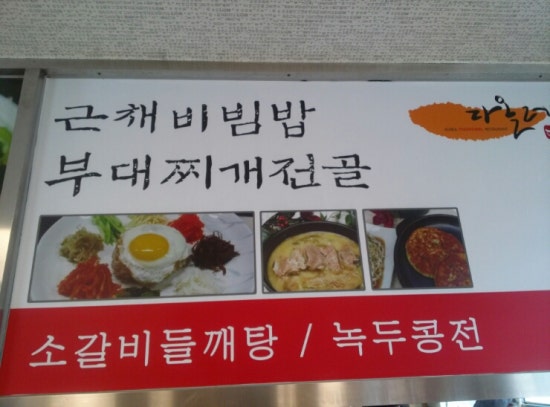 근채비빔밥
부대찌개전골
소갈비들깨탕 / 녹두콩전